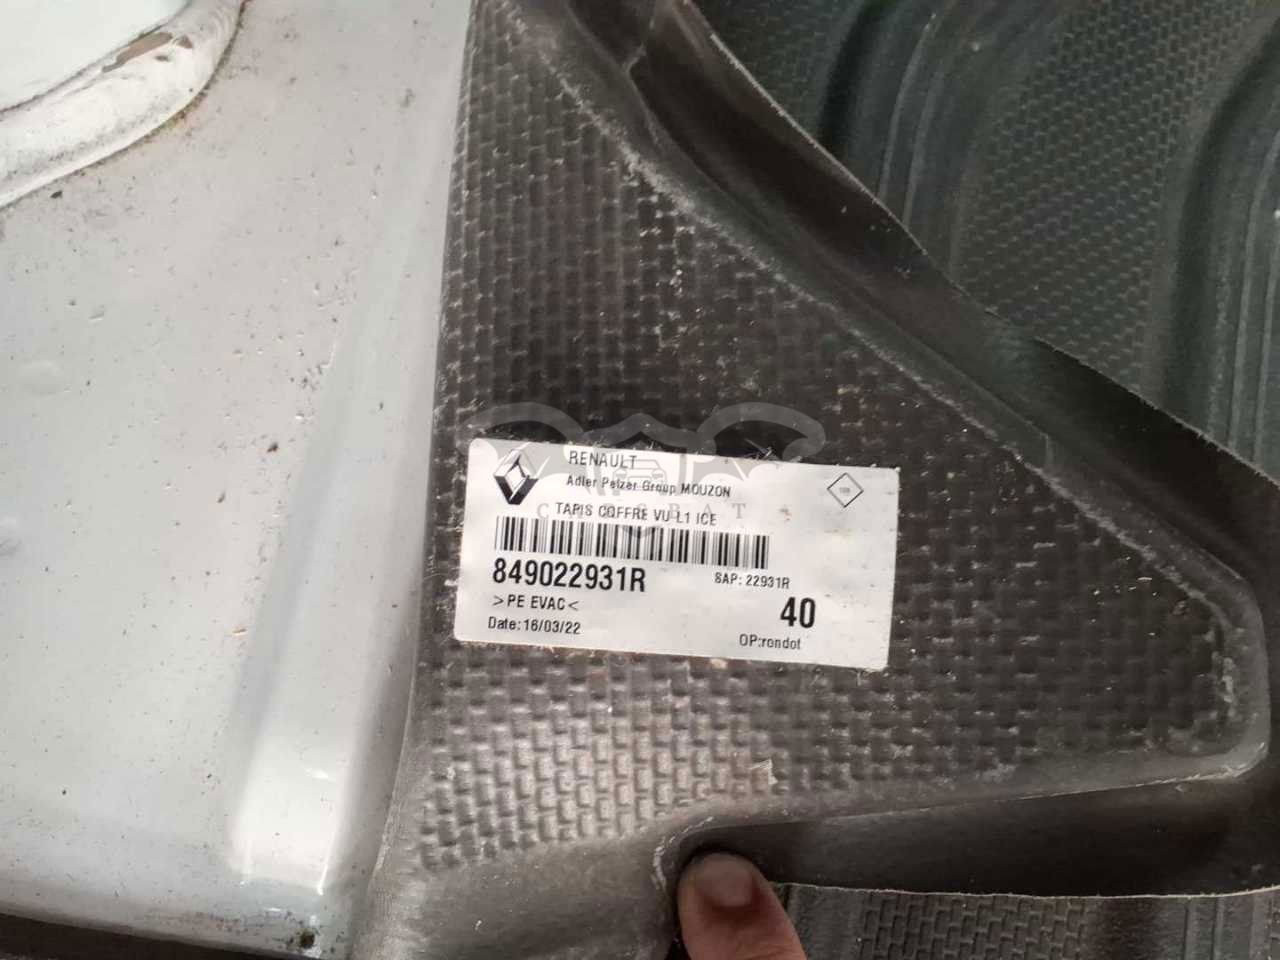 RENAULT
Adler Pelzer Group MOUZON
TAPIS COFFRE VU L1 ICE
849022931R
SAP: 22931R
>PE EVAC<
40
Date: 16/03/22
OP:rondot